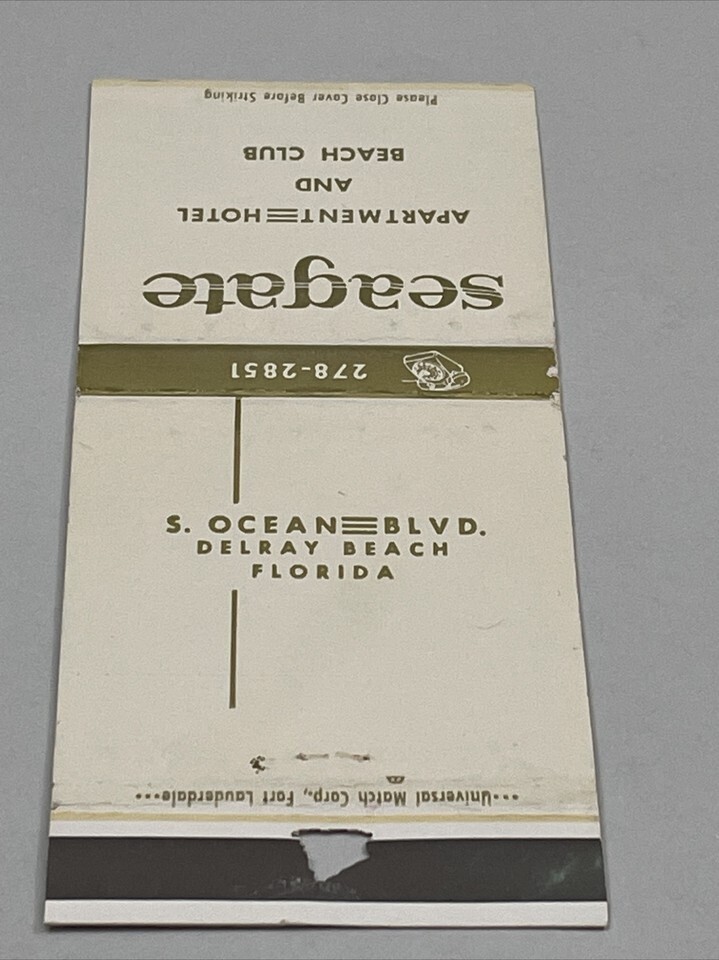 Please Close Cover Before Striking
BEACH CLUB
AND
APARTMENT HOTEL
seagate
278-2851
S. OCEAN BLVD.
DELRAY BEACH
FLORIDA
•••Universal Match Corp., Fort Lauderdale•••